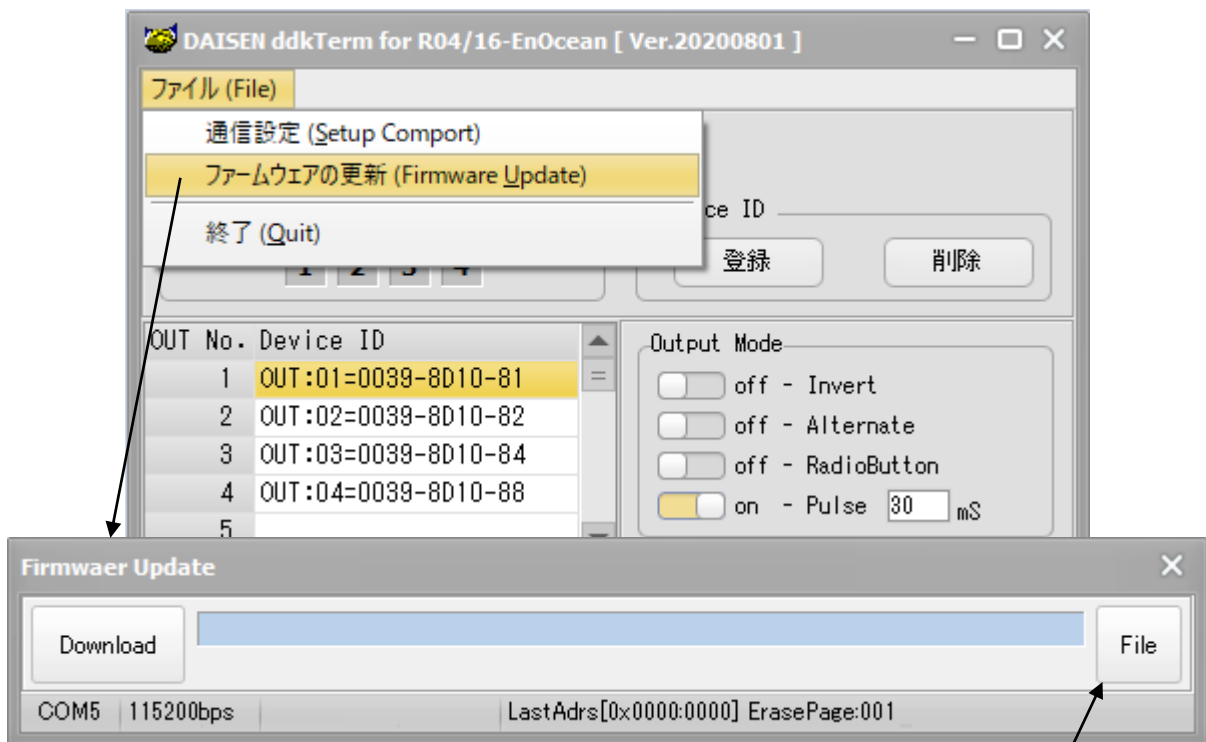 DAISEN ddkTerm for R04/16-EnOcean [ Ver.20200801 ]
ファイル (File)
通信設定 (Setup Comport)
ファームウェアの更新 (Firmware Update)
終了 (Quit)
ce ID
1 2 3 4
登録 削除
OUT No. Device ID
1 OUT:01=0039-8D10-81
2 OUT:02=0039-8D10-82
3 OUT:03=0039-8D10-84
4 OUT:04=0039-8D10-88
5
Output Mode
off - Invert
off - Alternate
off - RadioButton
on - Pulse 30 mS
Firmwaer Update
Download
File
COM5 115200bps LastAdrs[0x0000:0000] ErasePage:001